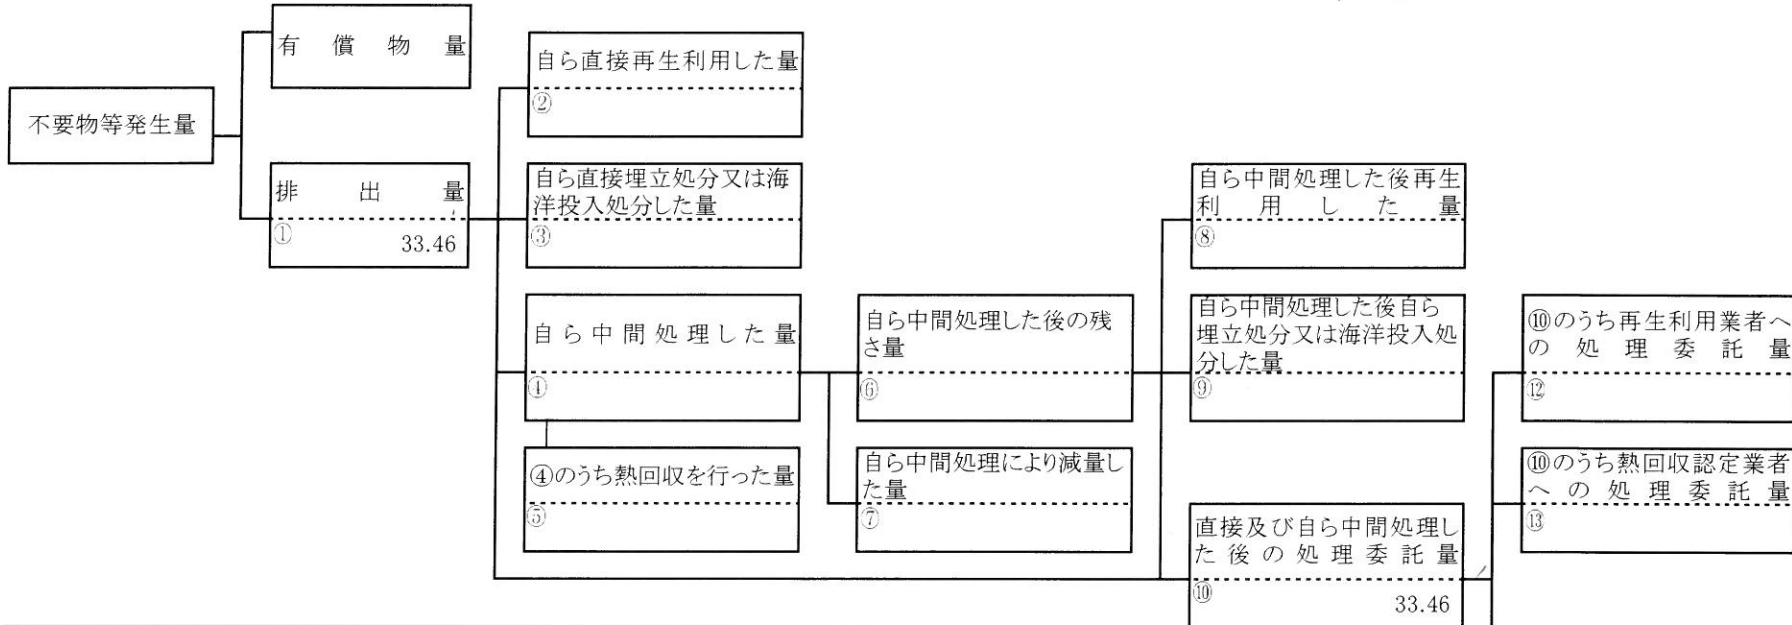 有償物量
自ら直接再生利用した量
②
不要物等発生量
排出量
①
33.46
自ら直接埋立処分又は海
洋投入処分した量
③
自ら中間処理した後再生
利用した量
⑧
自ら中間処理した量
④
自ら中間処理した後の残
さ量
⑥
自ら中間処理した後自ら
埋立処分又は海洋投入処
分した量
⑨
⑩のうち再生利用業者へ
の処理委託量
⑫
④のうち熱回収を行った量
⑤
自ら中間処理により減量し
た量
⑦
直接及び自ら中間処理し
た後の処理委託量
⑩
33.46
⑩のうち熱回収認定業者
への処理委託量
⑬